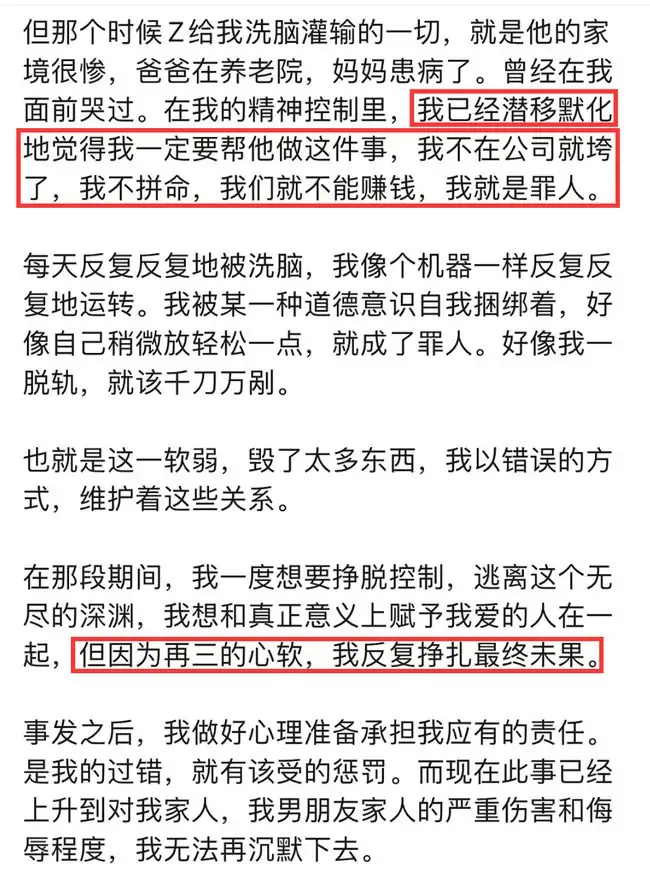 但那个时候Z给我洗脑灌输的一切，就是他的家
境很惨，爸爸在养老院，妈妈患病了。曾经在我
面前哭过。在我的精神控制里，我已经潜移默化
地觉得我一定要帮他做这件事，我不在公司就垮
了，我不拼命，我们就不能赚钱，我就是罪人。
每天反复反复地被洗脑，我像个机器一样反复反
复地运转。我被某一种道德意识自我捆绑着，好
像自己稍微放轻松一点，就成了罪人。好像我一
脱轨，就该千刀万剐。
也就是这一软弱，毁了太多东西，我以错误的方
式，维护着这些关系。
在那段期间，我一度想要挣脱控制，逃离这个无
尽的深渊，我想和真正意义上赋予我爱的人在一
起，但因为再三的心软，我反复挣扎最终未果。
事发之后，我做好心理准备承担我应有的责任。
是我的过错，就有该受的惩罚。而现在此事已经
上升到对我家人，我男朋友家人的严重伤害和侮
辱程度，我无法再沉默下去。